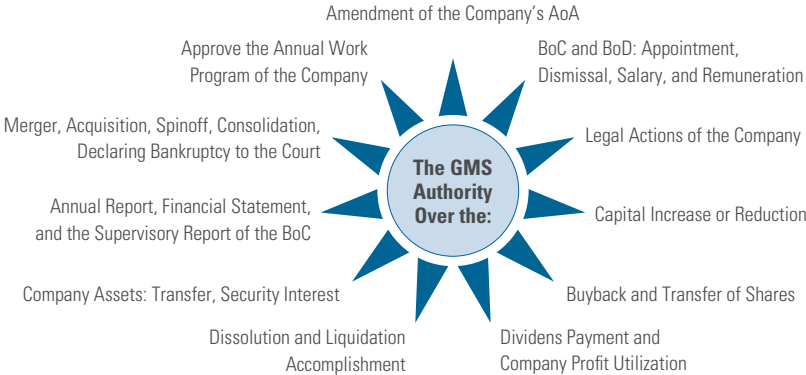 Amendment of the Company's AoA
Approve the Annual Work
Program of the Company
BoC and BoD: Appointment,
Dismissal, Salary, and Remuneration
Merger, Acquisition, Spinoff, Consolidation,
Declaring Bankruptcy to the Court
Legal Actions of the Company
The GMS
Authority
Over the:
Annual Report, Financial Statement,
and the Supervisory Report of the BoC
Capital Increase or Reduction
Company Assets: Transfer, Security Interest
Buyback and Transfer of Shares
Dissolution and Liquidation
Accomplishment
Dividens Payment and
Company Profit Utilization